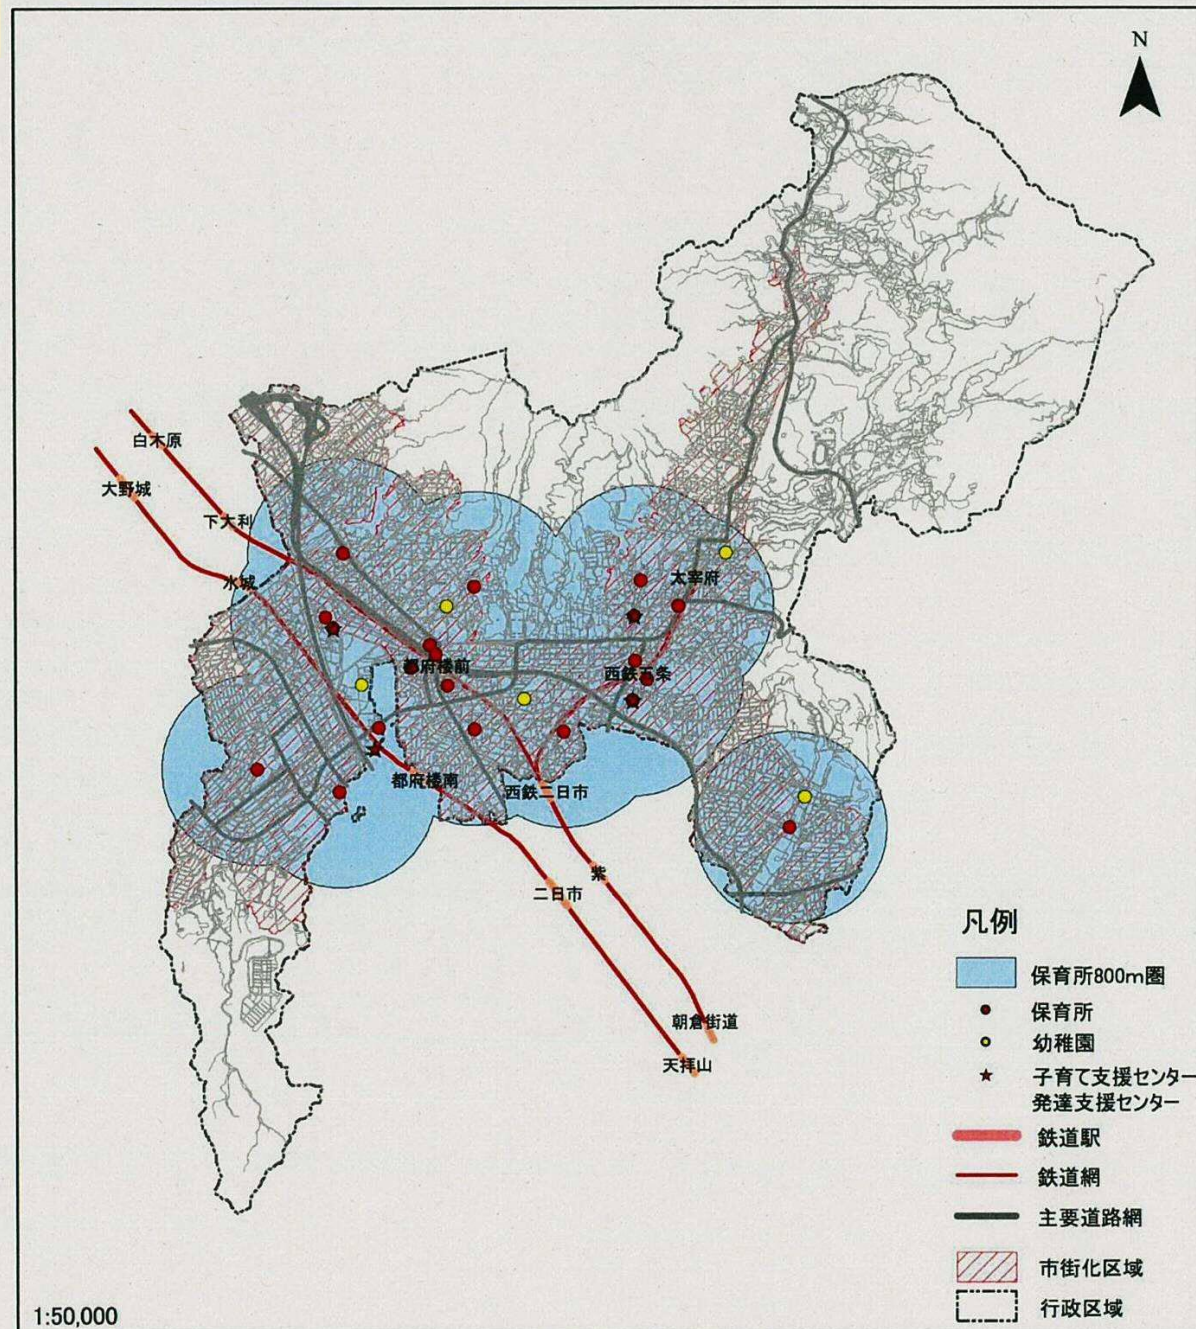 N
白木原
大野城
下大利
水城
太宰府
都府楼前
西鉄五条
都府楼南
西鉄二日市
紫
二日市
朝倉街道
天拝山
凡例
保育所800m圏
保育所
幼稚園
子育て支援センター
発達支援センター
鉄道駅
鉄道網
主要道路網
市街化区域
行政区域
1:50,000